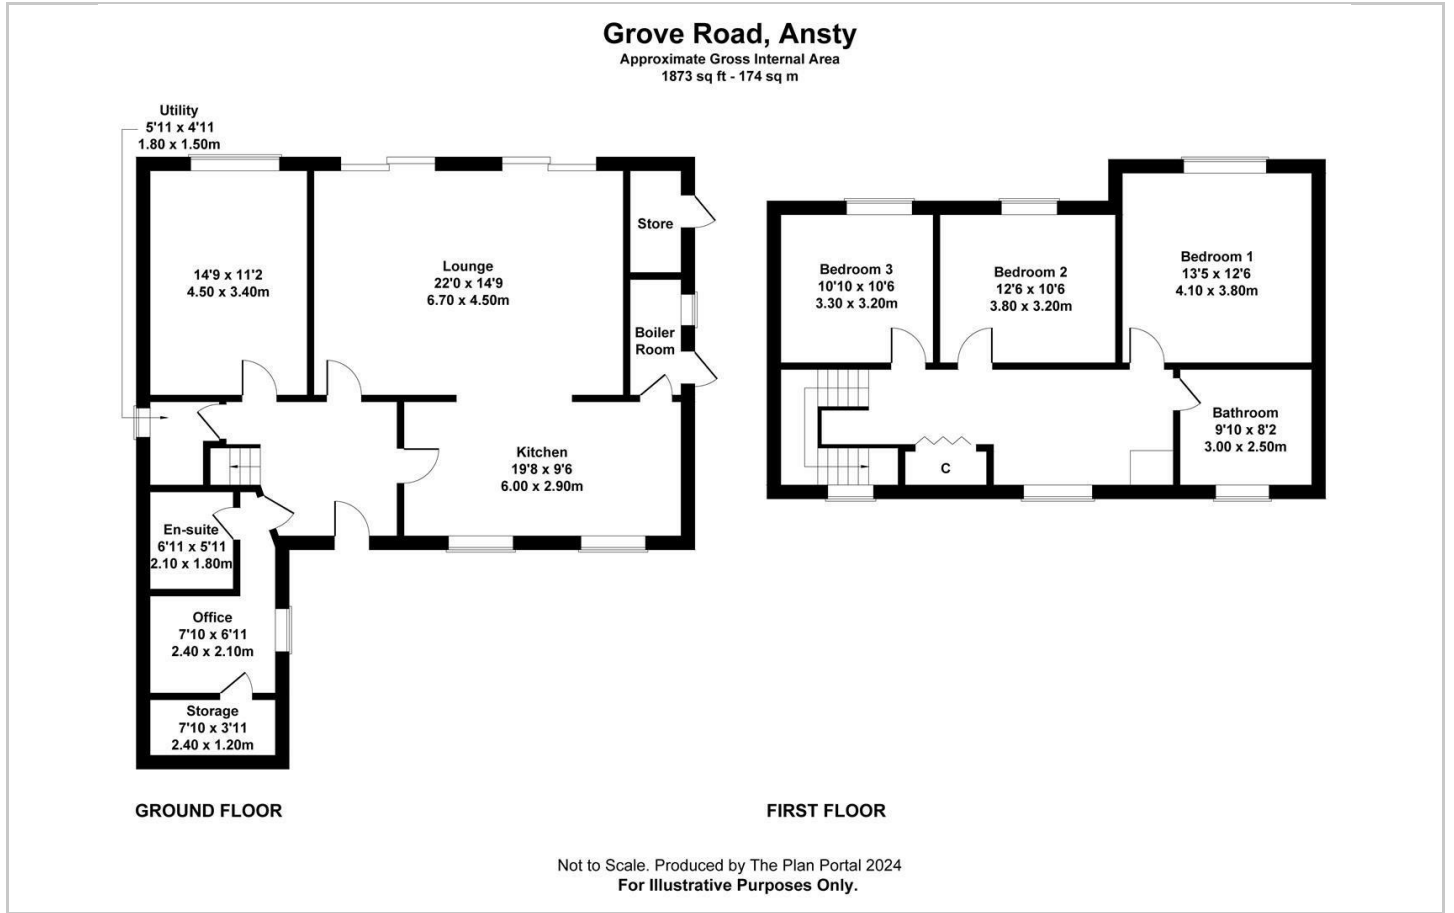 Grove Road, Ansty
Approximate Gross Internal Area
1873 sq ft - 174 sq m
Utility
5'11 x 4'11
1.80 x 1.50m
14'9 x 11'2
4.50 x 3.40m
Lounge
22'0 x 14'9
6.70 x 4.50m
Store
Boiler
Room
Kitchen
19'8 x 9'6
6.00 x 2.90m
En-suite
6'11 x 5'11
2.10 x 1.80m
Office
7'10 x 6'11
2.40 x 2.10m
Storage
7'10 x 3'11
2.40 x 1.20m
GROUND FLOOR
Bedroom 3
10'10 x 10'6
3.30 x 3.20m
Bedroom 2
12'6 x 10'6
3.80 x 3.20m
Bedroom 1
13'5 x 12'6
4.10 x 3.80m
Bathroom
9'10 x 8'2
3.00 x 2.50m
C
FIRST FLOOR
Not to Scale. Produced by The Plan Portal 2024
For Illustrative Purposes Only.